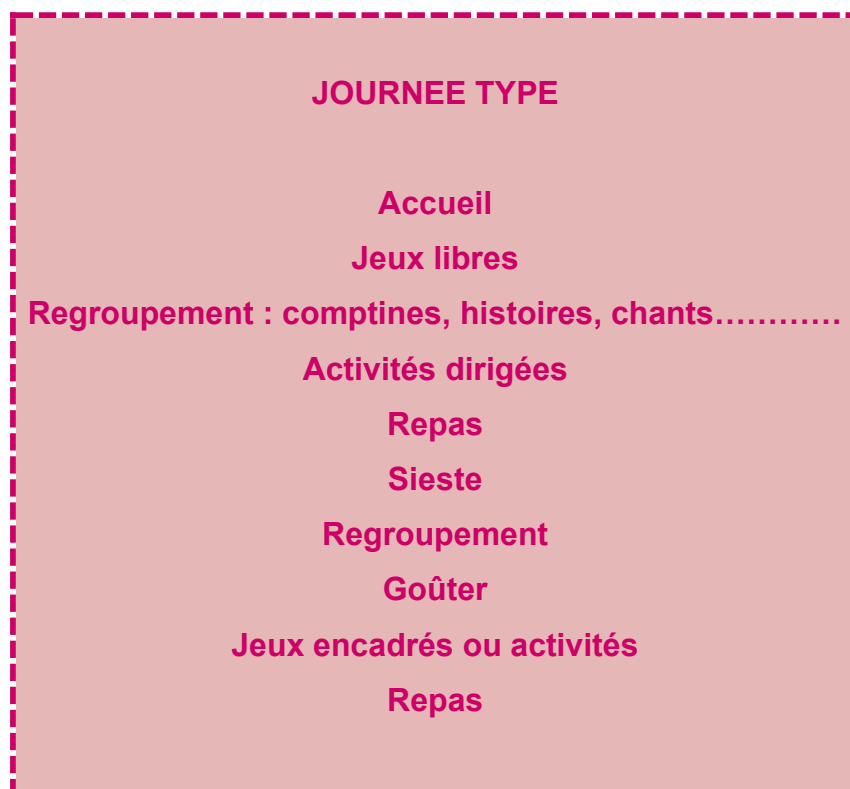 JOURNEE TYPE
Accueil
Jeux libres
Regroupement : comptines, histoires, chants…………
Activités dirigées
Repas
Sieste
Regroupement
Goûter
Jeux encadrés ou activités
Repas